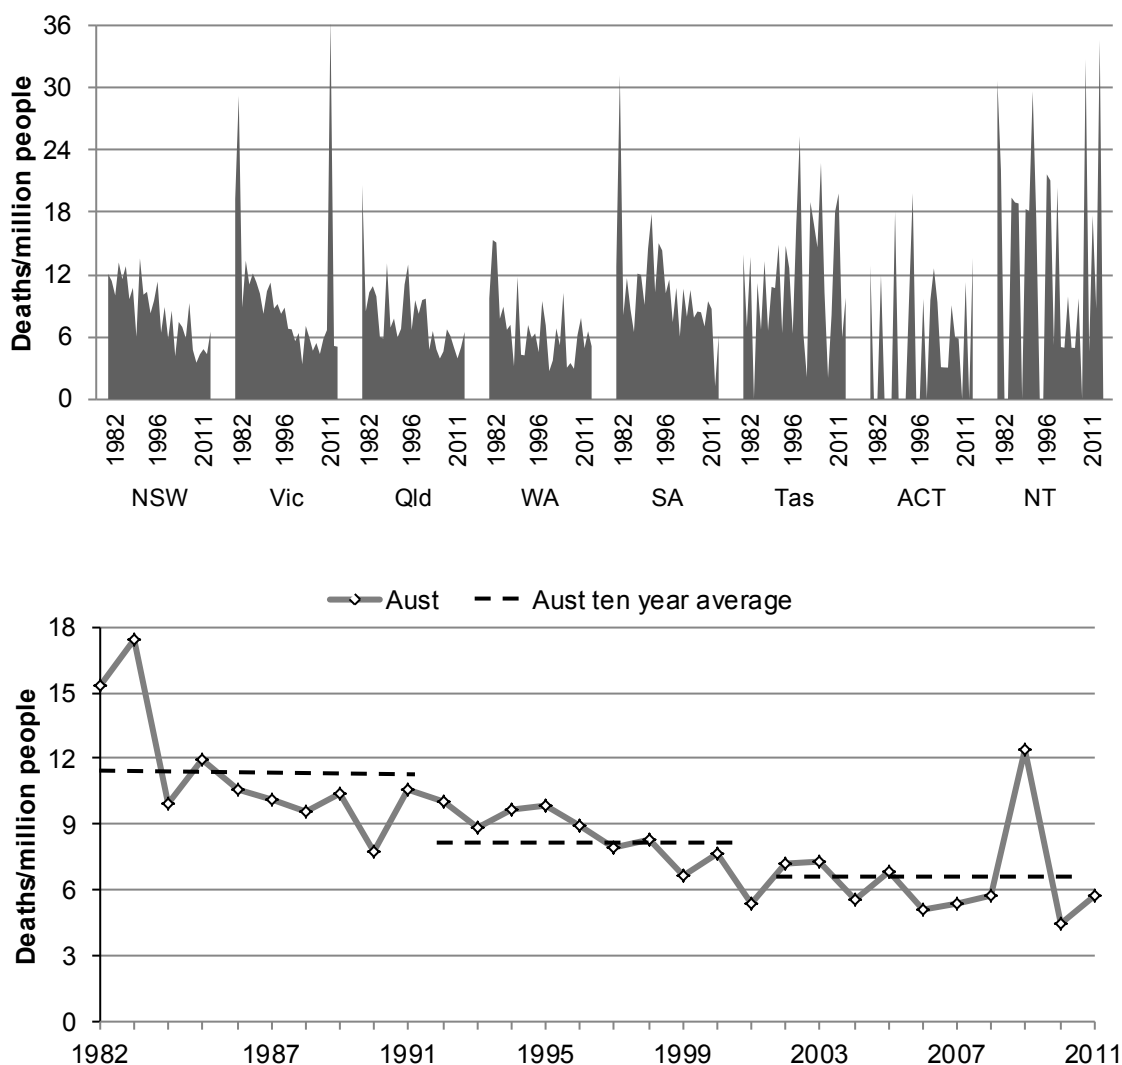 Deaths/million people
36
30
24
18
12
6
0
1982 1996 2011 1982 1996 2011 1982 1996 2011 1982 1996 2011 1982 1996 2011 1982 1996 2011 1982 1996 2011 1982 1996 2011
NSW Vic Qld WA SA Tas ACT NT
Aust Aust ten year average
Deaths/million people
18
15
12
9
6
3
0
1982 1987 1991 1995 1999 2003 2007 2011